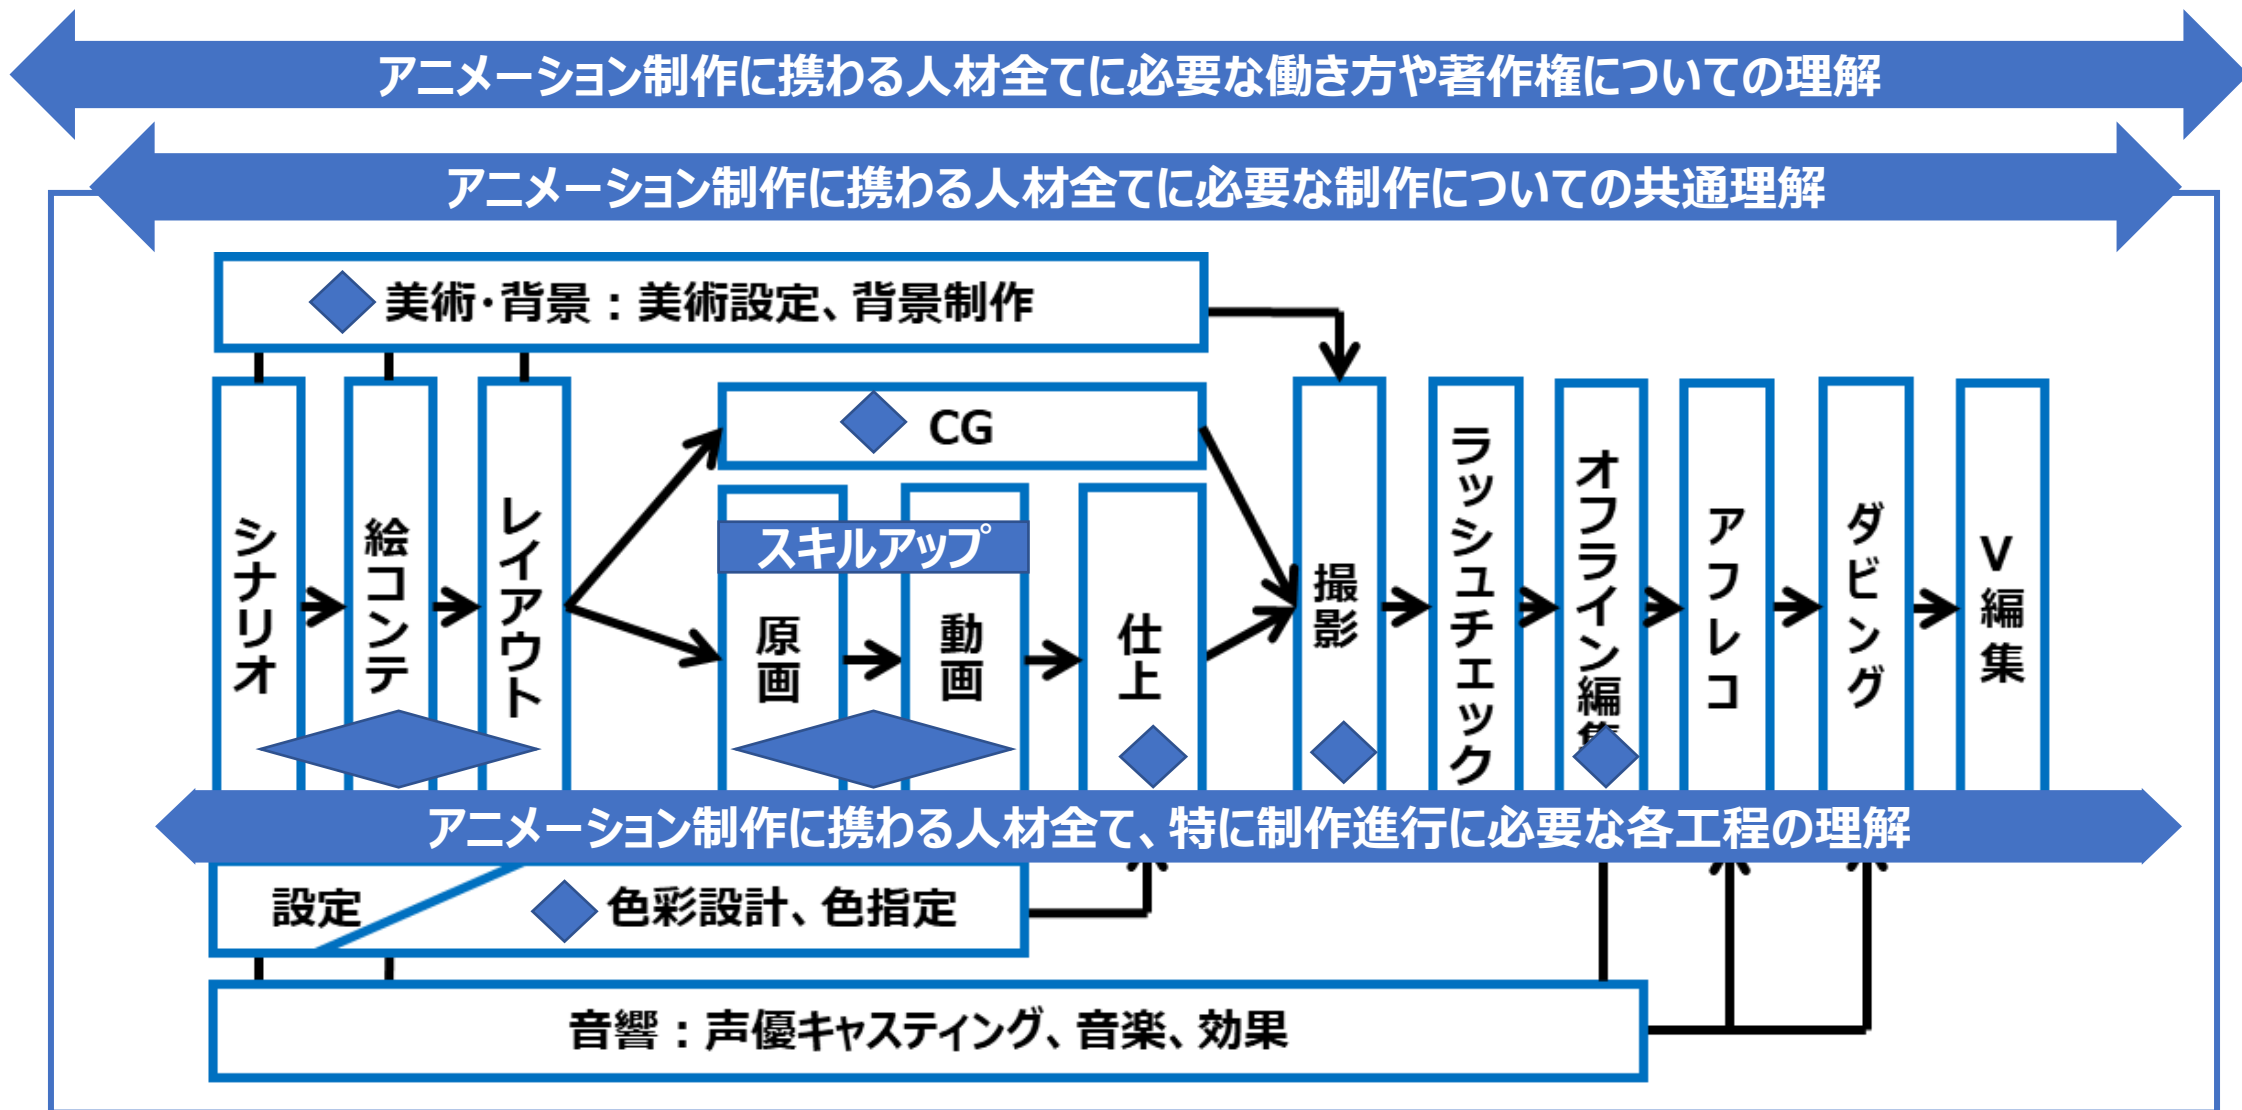 アニメーション制作に携わる人材全てに必要な働き方や著作権についての理解
アニメーション制作に携わる人材全てに必要な制作についての共通理解
美術・背景：美術設定、背景制作
シナリオ
絵コンテ
レイアウト
CG
スキルアップ
原画
動画
仕上
撮影
ラッシュチェック
オフライン編集
アフレコ
ダビング
V編集
アニメーション制作に携わる人材全て、特に制作進行に必要な各工程の理解
設定
色彩設計、色指定
音響：声優キャスティング、音楽、効果